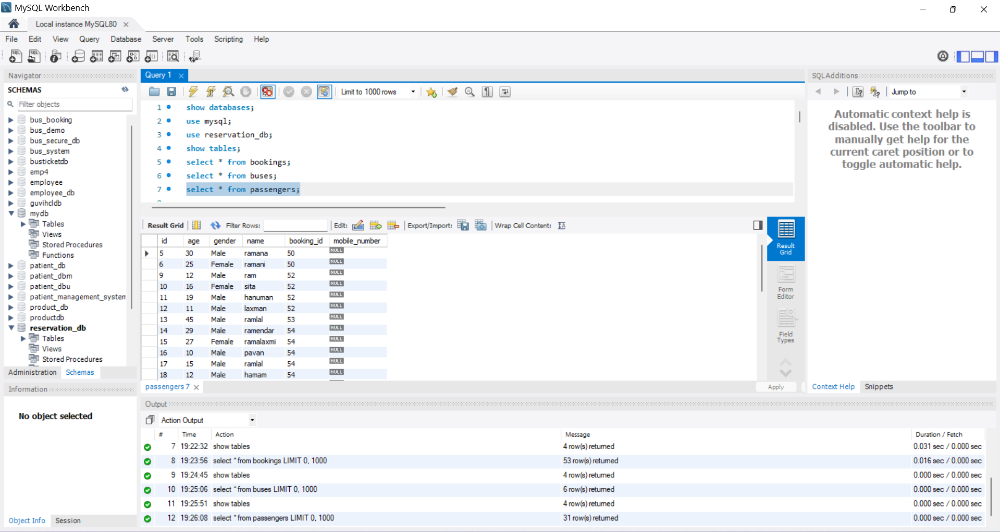 MySQL Workbench
Local instance MySQL80
File Edit View Query Database Server Tools Scripting Help
Navigator
SCHEMAS
Filter objects
bus_booking
bus_demo
bus_secure_db
bus_system
busticketdb
emp4
employee
employee_db
guvihcldb
mydb
Tables
Views
Stored Procedures
Functions
patient_db
patient_dbm
patient_dbu
patient_management_system
product_db
productdb
reservation_db
Tables
Views
Stored Procedures
Administration Schemas
Information
No object selected
Object Info Session
Query 1
Limit to 1000 rows
1 show databases;
2 use mysql;
3 use reservation_db;
4 show tables;
5 select * from bookings;
6 select * from buses;
7 select * from passengers;
Result Grid Filter Rows: Edit: Export/Import: Wrap Cell Content:
id age gender name booking_id mobile_number
5 30 Male ramana 50 NULL
6 25 Female ramani 50 NULL
9 12 Male ram 52 NULL
10 16 Female sita 52 NULL
11 19 Male hanuman 52 NULL
12 11 Male laxman 52 NULL
13 45 Male ramlal 53 NULL
14 29 Male ramendar 54 NULL
15 27 Female ramalaxmi 54 NULL
16 10 Male pavan 54 NULL
17 15 Male ramlal 54 NULL
18 12 Male hamam 54 NULL
Result
Grid
Form
Editor
Field
Types
passengers 7
Apply
SQLAdditions
Jump to
Automatic context help is
disabled. Use the toolbar to
manually get help for the
current caret position or to
toggle automatic help.
Context Help Snippets
Output
Action Output
# Time Action Message Duration / Fetch
7 19:22:32 show tables 4 row(s) returned 0.031 sec / 0.000 sec
8 19:23:56 select * from bookings LIMIT 0, 1000 53 row(s) returned 0.016 sec / 0.000 sec
9 19:24:45 show tables 4 row(s) returned 0.000 sec / 0.000 sec
10 19:25:06 select * from buses LIMIT 0, 1000 6 row(s) returned 0.000 sec / 0.000 sec
11 19:25:51 show tables 4 row(s) returned 0.000 sec / 0.000 sec
12 19:26:08 select * from passengers LIMIT 0, 1000 31 row(s) returned 0.000 sec / 0.000 sec